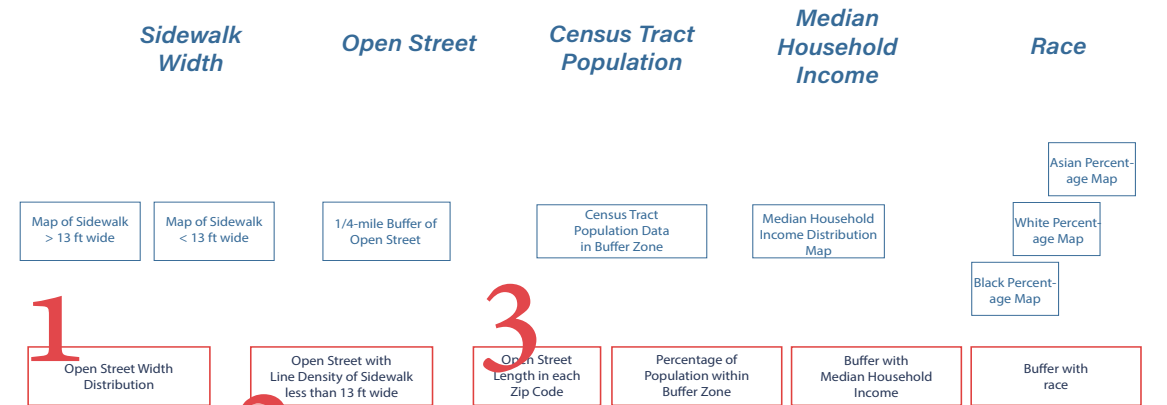 Sidewalk
Width
Open Street
Census Tract
Population
Median
Household
Income
Race
Asian Percent-
age Map
Map of Sidewalk
> 13 ft wide
Map of Sidewalk
< 13 ft wide
1/4-mile Buffer of
Open Street
Census Tract
Population Data
in Buffer Zone
Median Household
Income Distribution
Map
White Percent-
age Map
Black Percent-
age Map
1
3
Open Street Width
Distribution
Open Street with
Line Density of Sidewalk
less than 13 ft wide
Open Street
Length in each
Zip Code
Percentage of
Population within
Buffer Zone
Buffer with
Median Household
Income
Buffer with
race